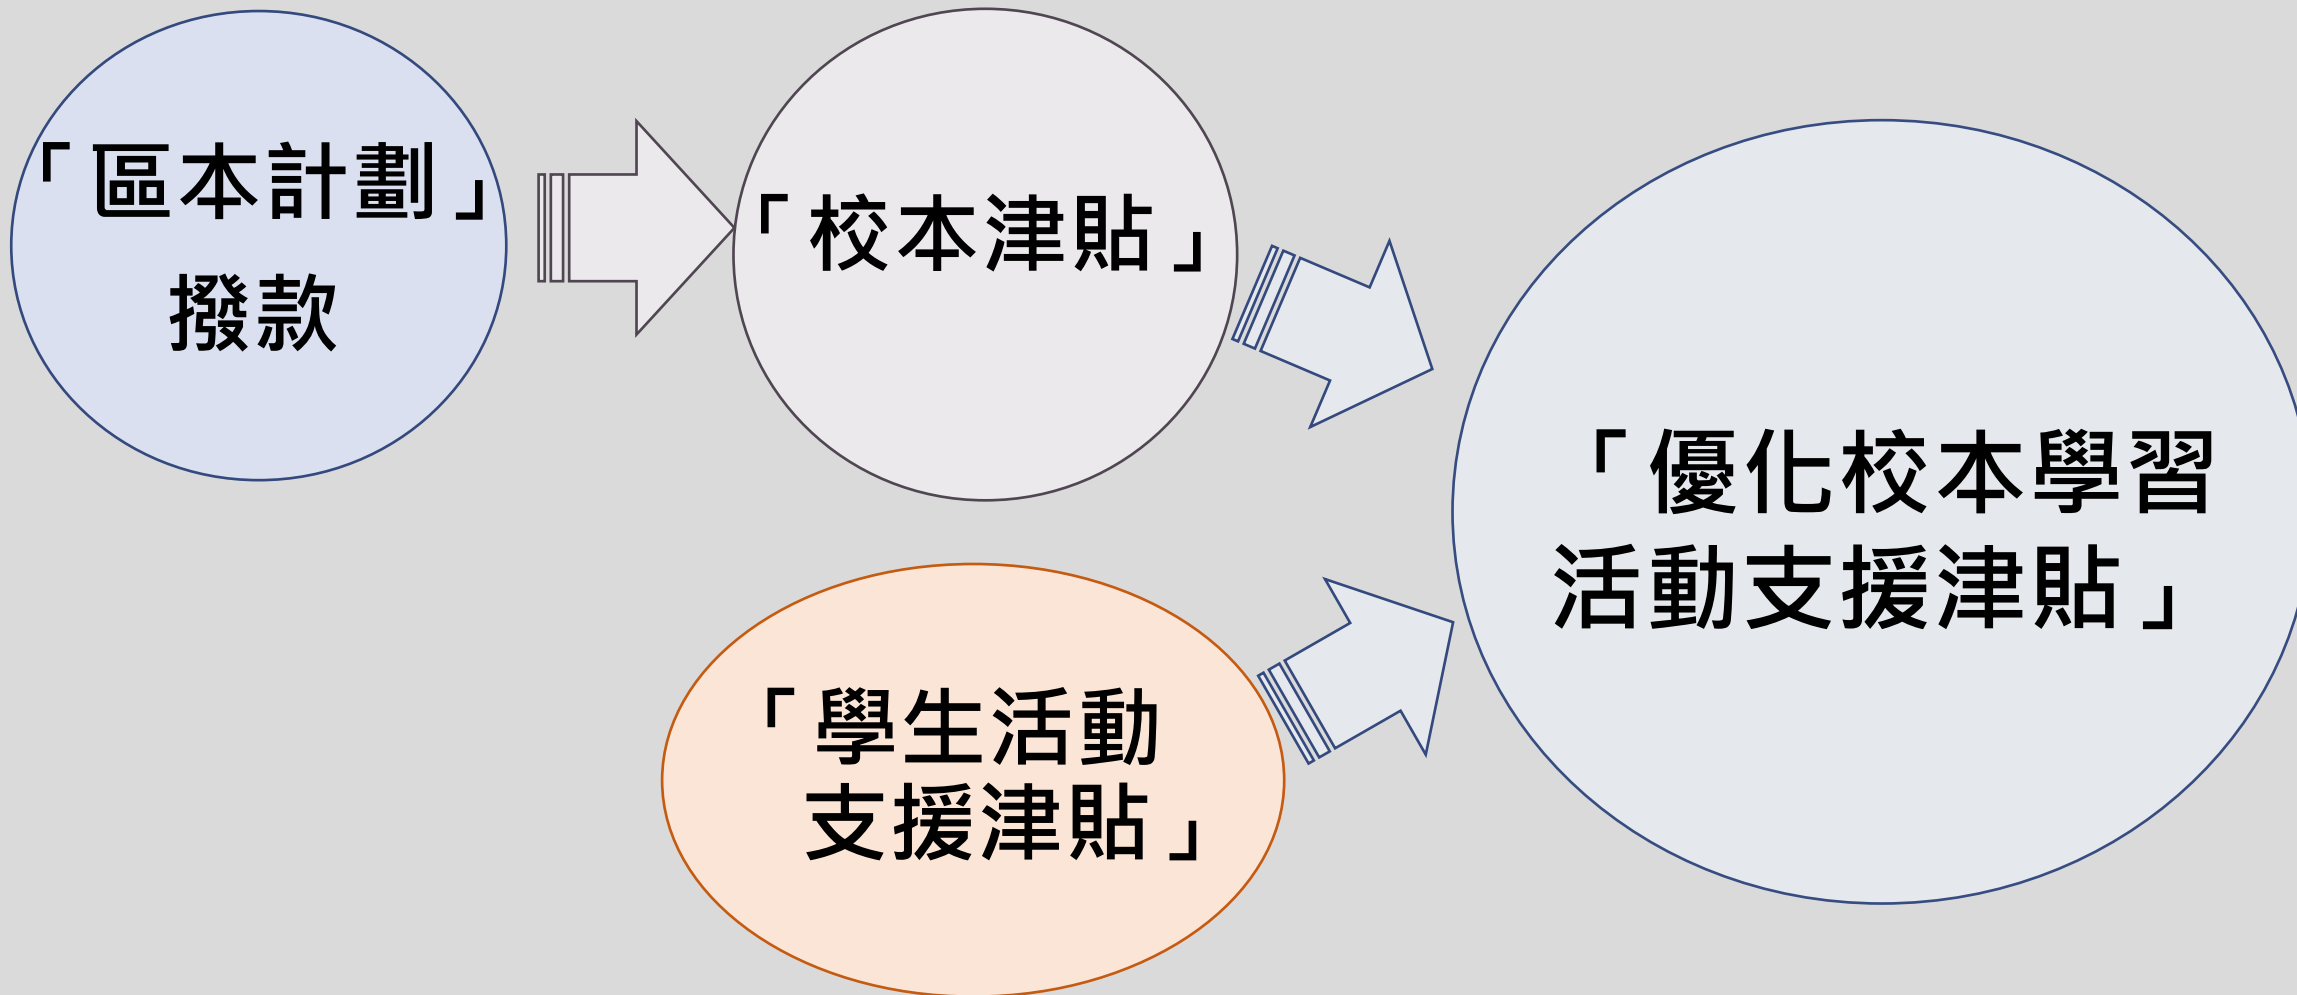 「區本計劃」
撥款
「校本津貼」
「學生活動
支援津貼」
「優化校本學習
活動支援津貼」